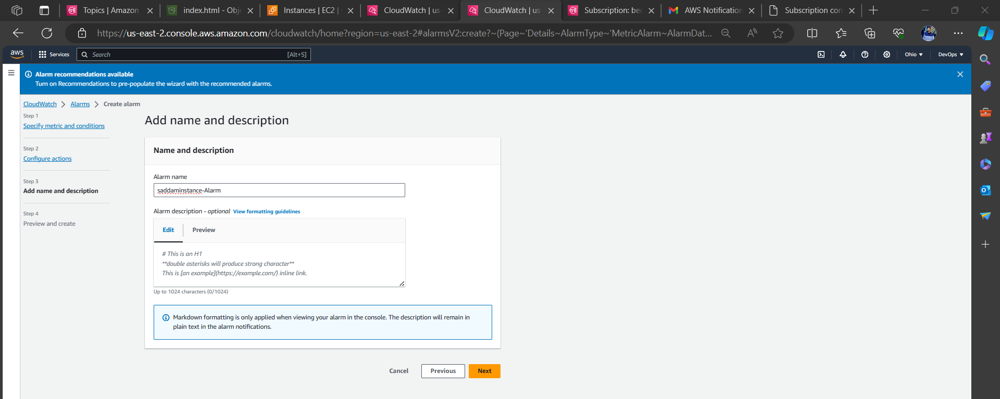 Topics | Amazon
index.html - Obj
Instances | EC2 |
CloudWatch | us-
CloudWatch | us-
Subscription: bec
AWS Notification
Subscription con
https://us-east-2.console.aws.amazon.com/cloudwatch/home?region=us-east-2#alarmsV2:create?~(Page~'Details~AlarmType~'MetricAlarm~AlarmDat...
aws
Services
Search
[Alt+S]
Ohio
DevOps
Alarm recommendations available
Turn on Recommendations to pre-populate the wizard with the recommended alarms.
CloudWatch > Alarms > Create alarm
Step 1
Specify metric and conditions
Step 2
Configure actions
Step 3
Add name and description
Step 4
Preview and create
Add name and description
Name and description
Alarm name
saddaminstance-Alarm
Alarm description - optional View formatting guidelines
Edit
Preview
# This is an H1
**double asterisks will produce strong character**
This is [an example](https://example.com/) inline link.
Up to 1024 characters (0/1024)
Markdown formatting is only applied when viewing your alarm in the console. The description will remain in
plain text in the alarm notifications.
Cancel
Previous
Next